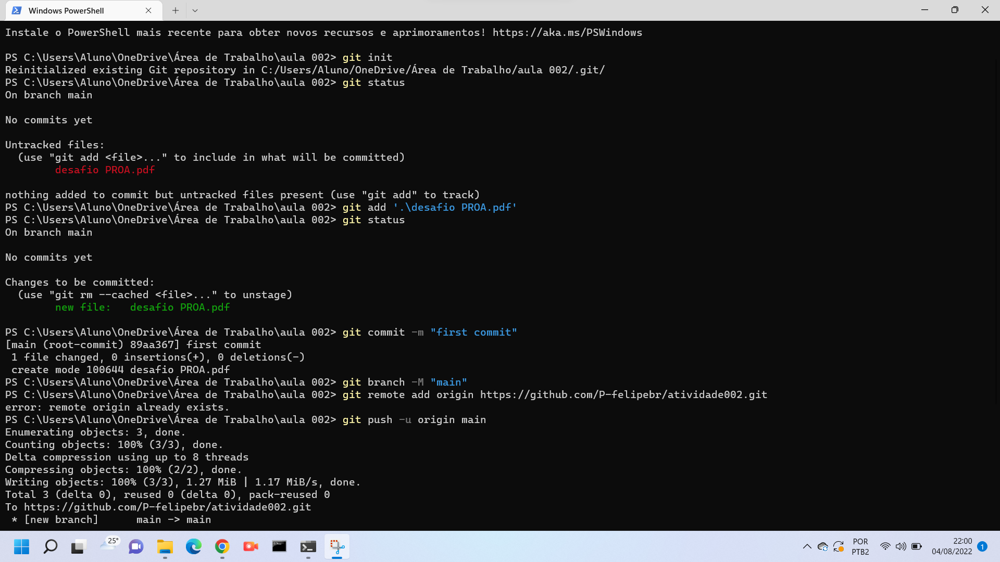 Windows PowerShell
Instale o PowerShell mais recente para obter novos recursos e aprimoramentos! https://aka.ms/PSWindows
PS C:\Users\Aluno\OneDrive\Área de Trabalho\aula 002> git init
Reinitialized existing Git repository in C:/Users/Aluno/OneDrive/Área de Trabalho/aula 002/.git/
PS C:\Users\Aluno\OneDrive\Área de Trabalho\aula 002> git status
On branch main
No commits yet
Untracked files:
  (use "git add <file>..." to include in what will be committed)
        desafio PROA.pdf
nothing added to commit but untracked files present (use "git add" to track)
PS C:\Users\Aluno\OneDrive\Área de Trabalho\aula 002> git add '.\desafio PROA.pdf'
PS C:\Users\Aluno\OneDrive\Área de Trabalho\aula 002> git status
On branch main
No commits yet
Changes to be committed:
  (use "git rm --cached <file>..." to unstage)
        new file:   desafio PROA.pdf
PS C:\Users\Aluno\OneDrive\Área de Trabalho\aula 002> git commit -m "first commit"
[main (root-commit) 89aa367] first commit
 1 file changed, 0 insertions(+), 0 deletions(-)
 create mode 100644 desafio PROA.pdf
PS C:\Users\Aluno\OneDrive\Área de Trabalho\aula 002> git branch -M "main"
PS C:\Users\Aluno\OneDrive\Área de Trabalho\aula 002> git remote add origin https://github.com/P-felipebr/atividade002.git
error: remote origin already exists.
PS C:\Users\Aluno\OneDrive\Área de Trabalho\aula 002> git push -u origin main
Enumerating objects: 3, done.
Counting objects: 100% (3/3), done.
Delta compression using up to 8 threads
Compressing objects: 100% (2/2), done.
Writing objects: 100% (3/3), 1.27 MiB | 1.17 MiB/s, done.
Total 3 (delta 0), reused 0 (delta 0), pack-reused 0
To https://github.com/P-felipebr/atividade002.git
 * [new branch]      main -> main
25°
POR
PTB2
22:00
04/08/2022
1